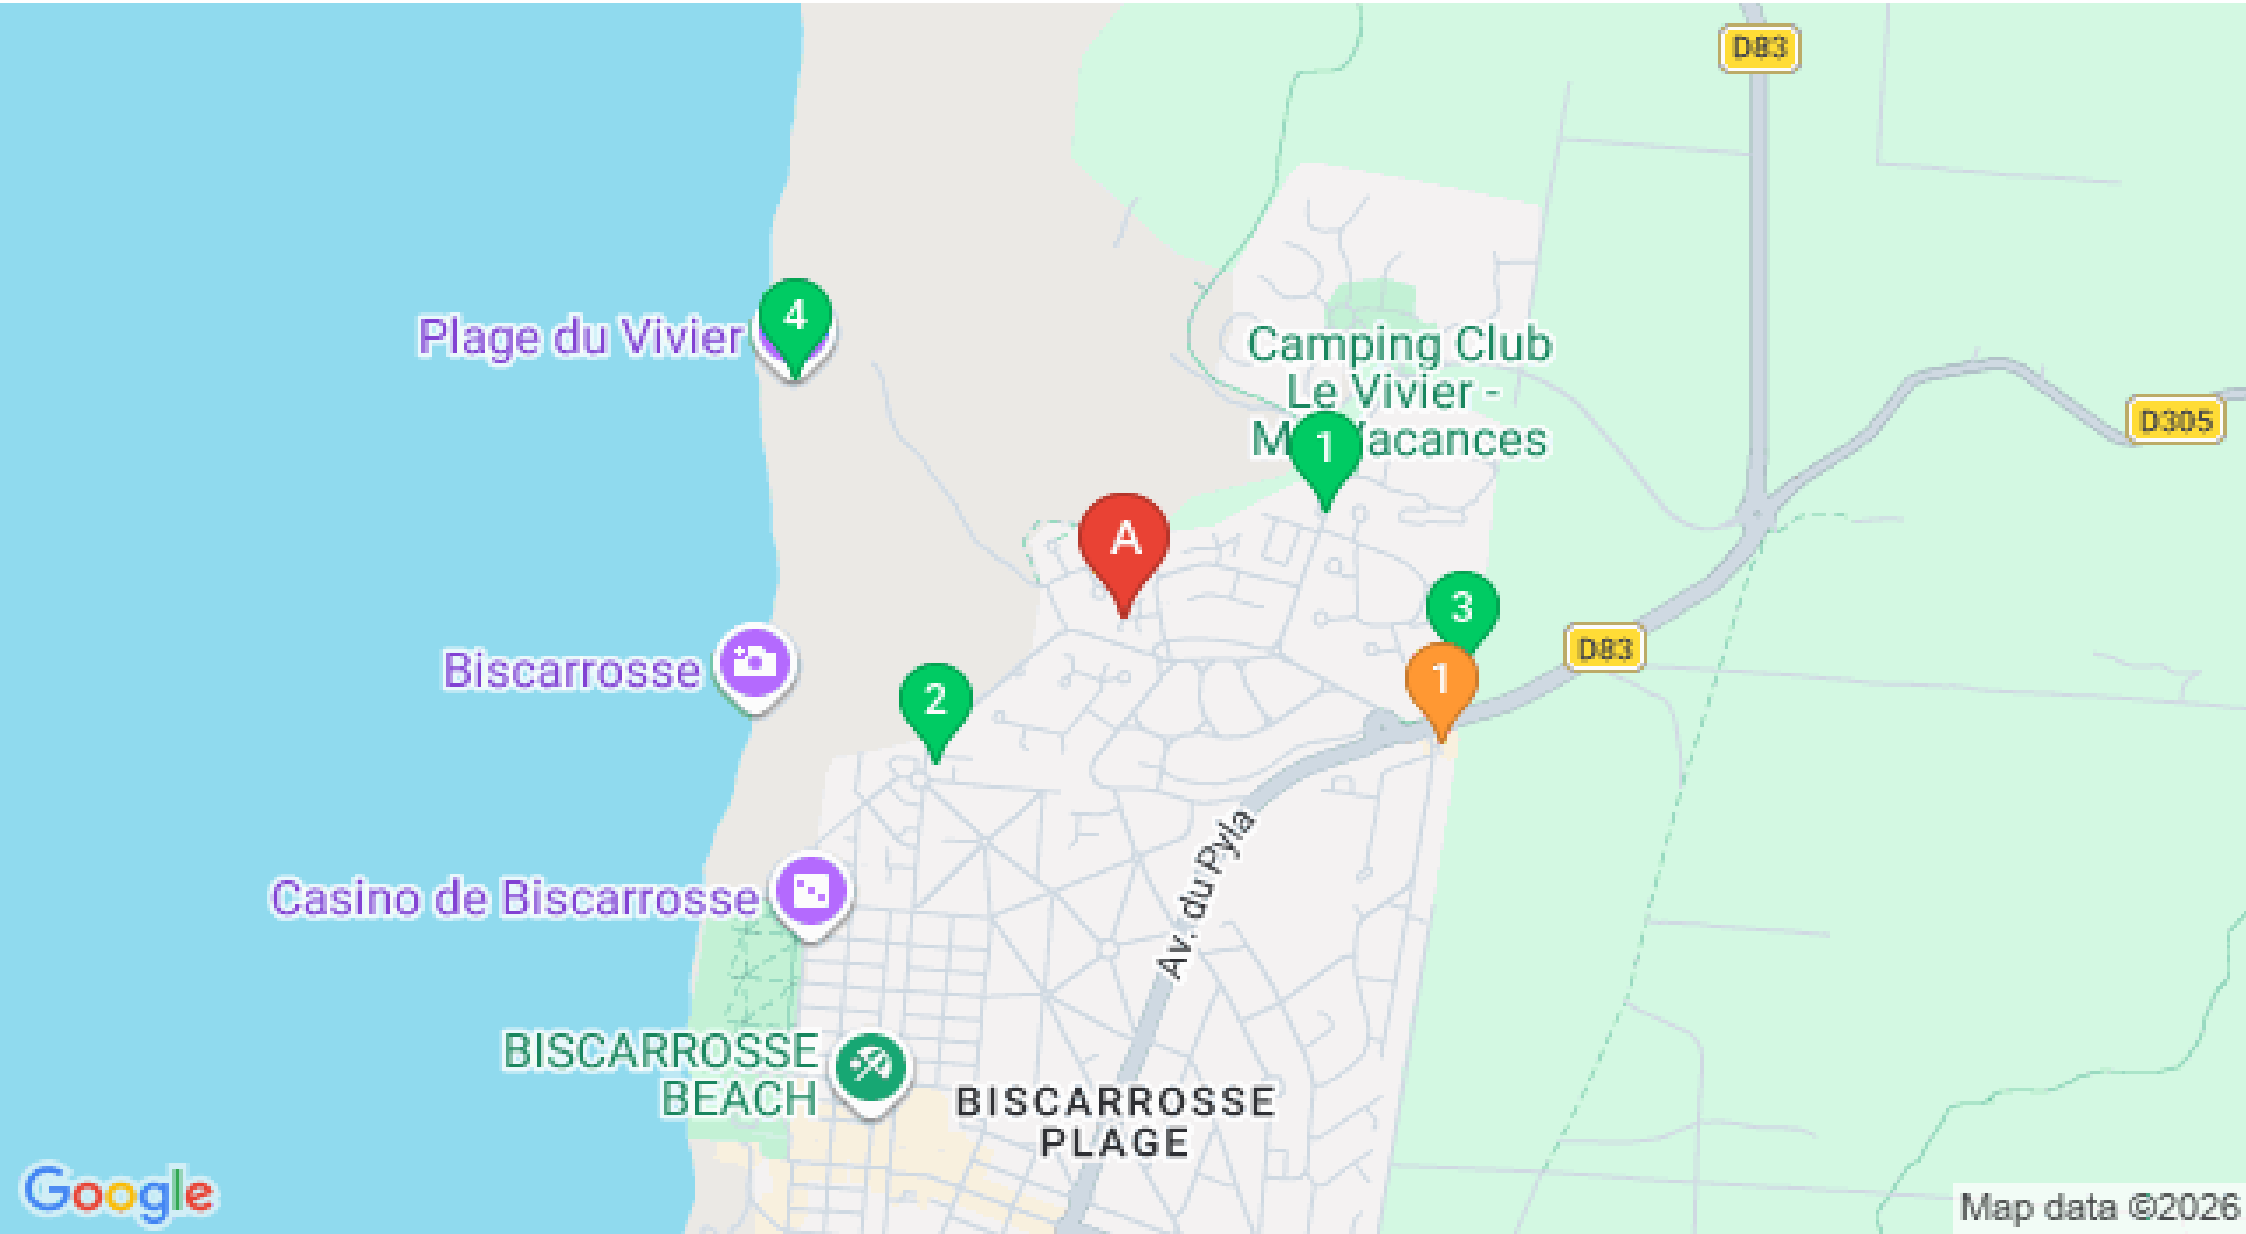 D83
4
Plage du Vivier
Camping Club
Le Vivier -
M
acances
1
D305
A
3
D83
Biscarrosse
2
1
Av. du Pyla
Casino de Biscarrosse
BISCARROSSE
BEACH
BISCARROSSE
PLAGE
Google
Map data ©2026